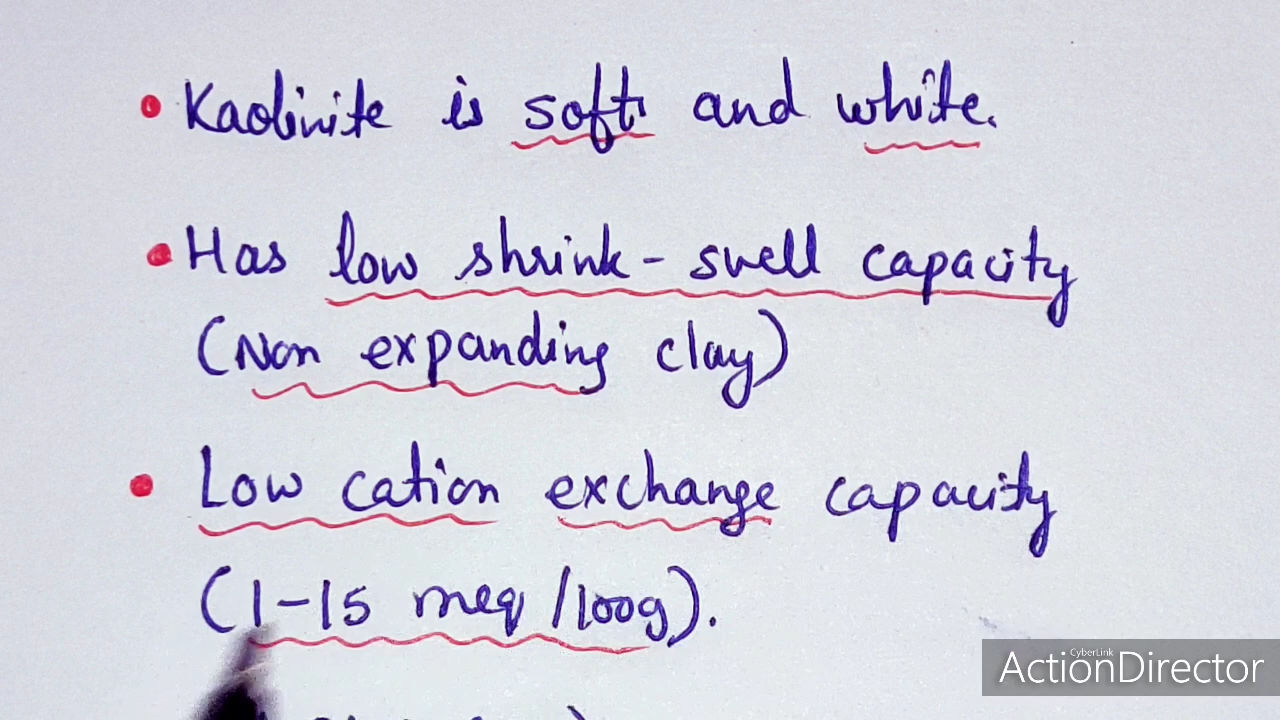 • Kaolinite is soft and white.
• Has low shrink - swell capacity
(Non expanding clay)
• Low cation exchange capacity
(1-15 meq/100g).
CyberLink
ActionDirector